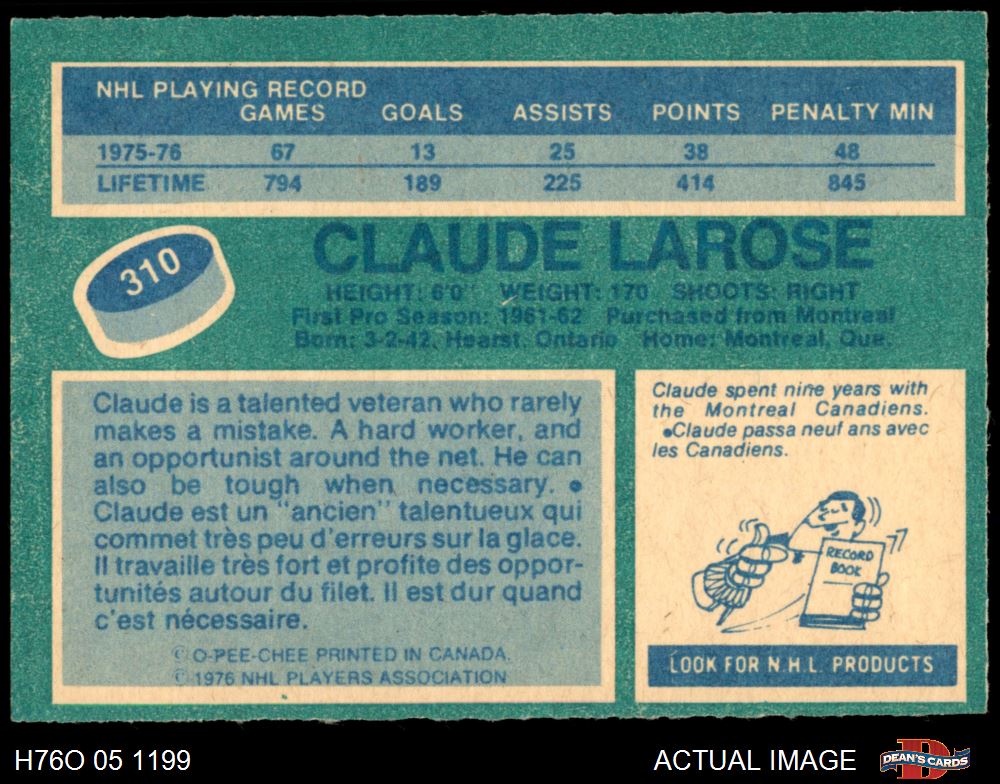 NHL PLAYING RECORD
GAMES GOALS ASSISTS POINTS PENALTY MIN
1975-76 67 13 25 38 48
LIFETIME 794 189 225 414 845
310
CLAUDE LAROSE
HEIGHT: 6'0" WEIGHT: 170 SHOOTS: RIGHT
First Pro Season: 1961-62 Purchased from Montreal
Born: 3-2-42, Hearst, Ontario Home: Montreal, Que.
Claude is a talented veteran who rarely
makes a mistake. A hard worker, and
an opportunist around the net. He can
also be tough when necessary. ●
Claude est un "ancien" talentueux qui
commet très peu d'erreurs sur la glace.
Il travaille très fort et profite des oppor-
tunités autour du filet. Il est dur quand
c'est nécessaire.
© O-PEE-CHEE PRINTED IN CANADA.
© 1976 NHL PLAYERS ASSOCIATION
Claude spent nine years with
the Montreal Canadiens.
●Claude passa neuf ans avec
les Canadiens.
RECORD
BOOK
LOOK FOR N.H.L. PRODUCTS
H76O 05 1199
ACTUAL IMAGE
D
DEAN'S CARDS